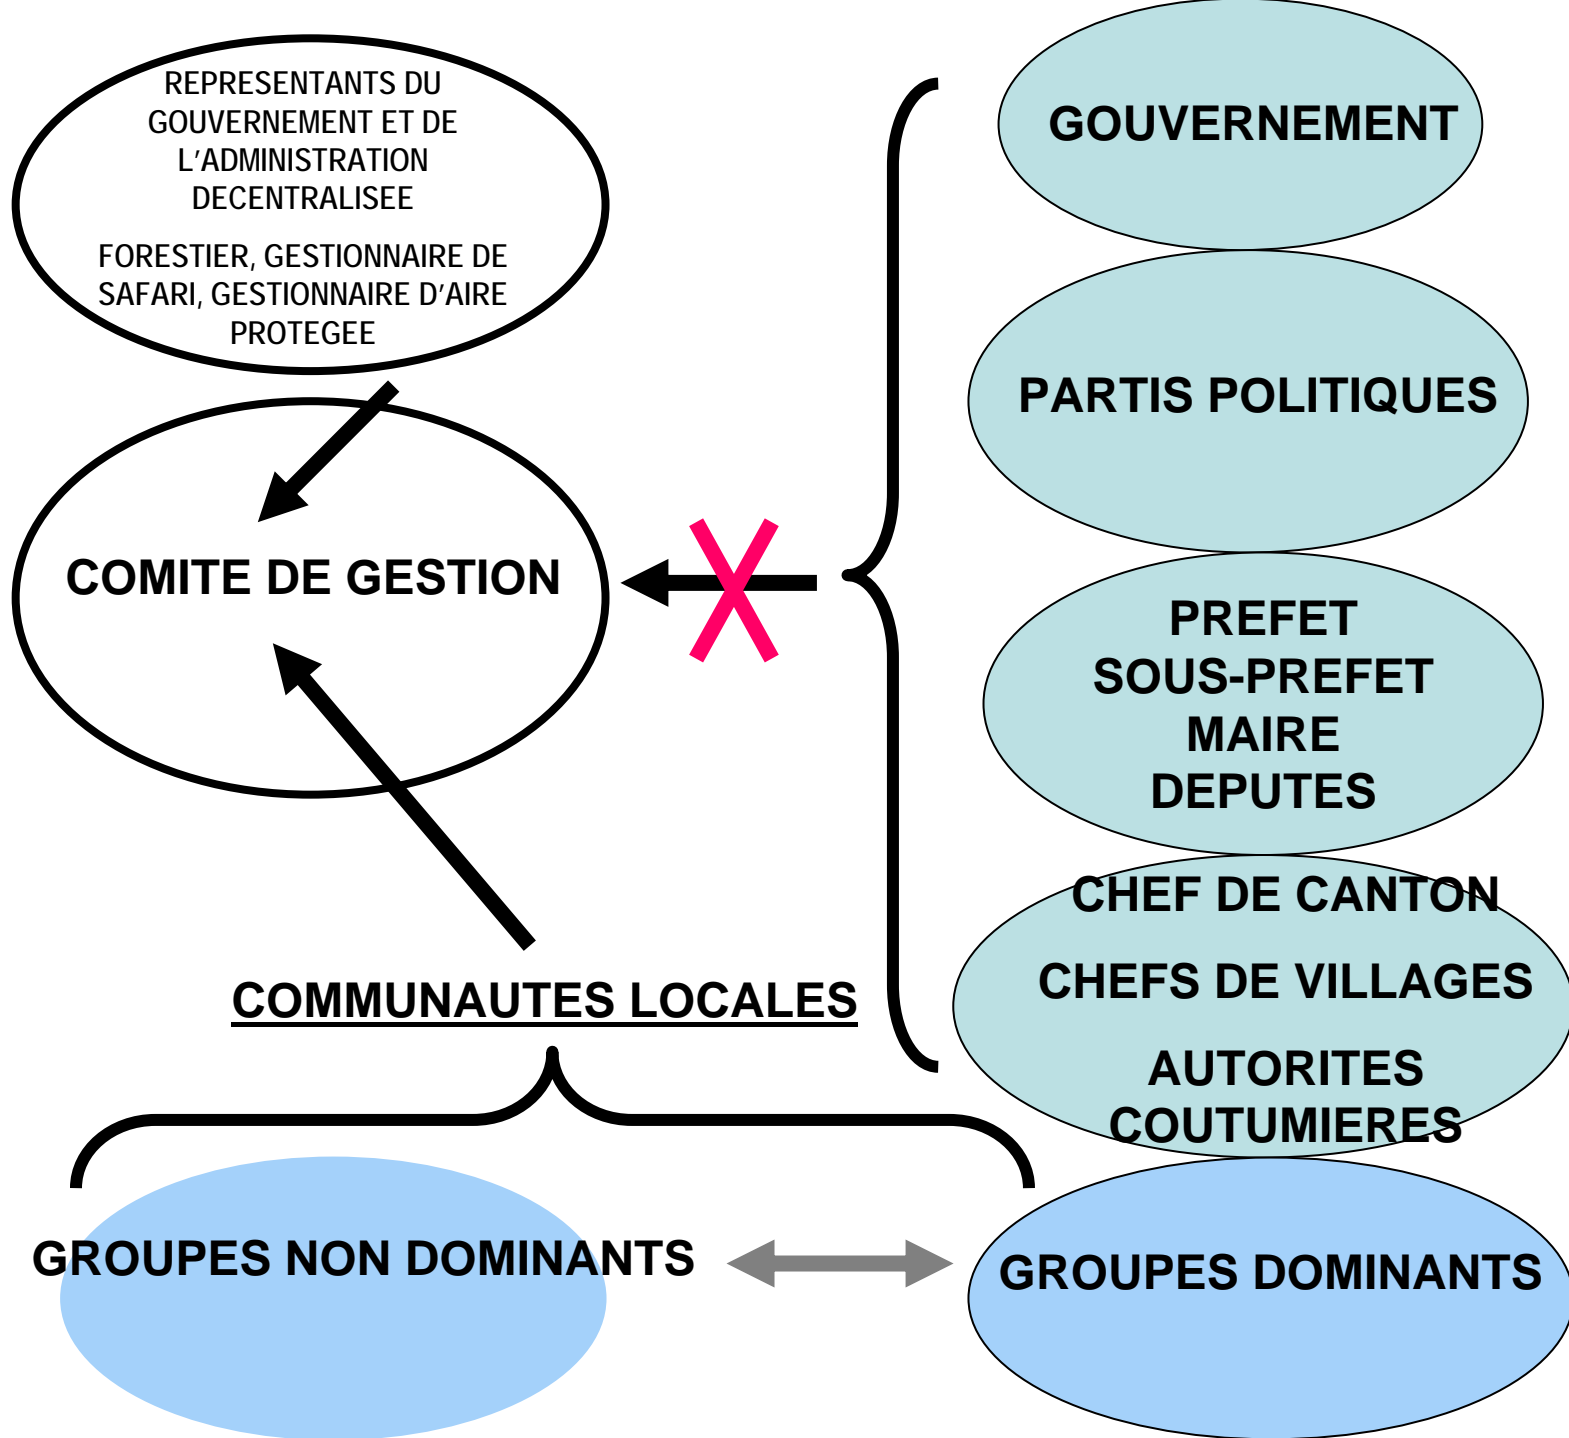 REPRESENTANTS DU
GOUVERNEMENT ET DE
L’ADMINISTRATION
DECENTRALISEE
FORESTIER, GESTIONNAIRE DE
SAFARI, GESTIONNAIRE D’AIRE
PROTEGEE
COMITE DE GESTION
COMMUNAUTES LOCALES
GROUPES NON DOMINANTS
GOUVERNEMENT
PARTIS POLITIQUES
PREFET
SOUS-PREFET
MAIRE
DEPUTES
CHEF DE CANTON
CHEFS DE VILLAGES
AUTORITES
COUTUMIERES
GROUPES DOMINANTS